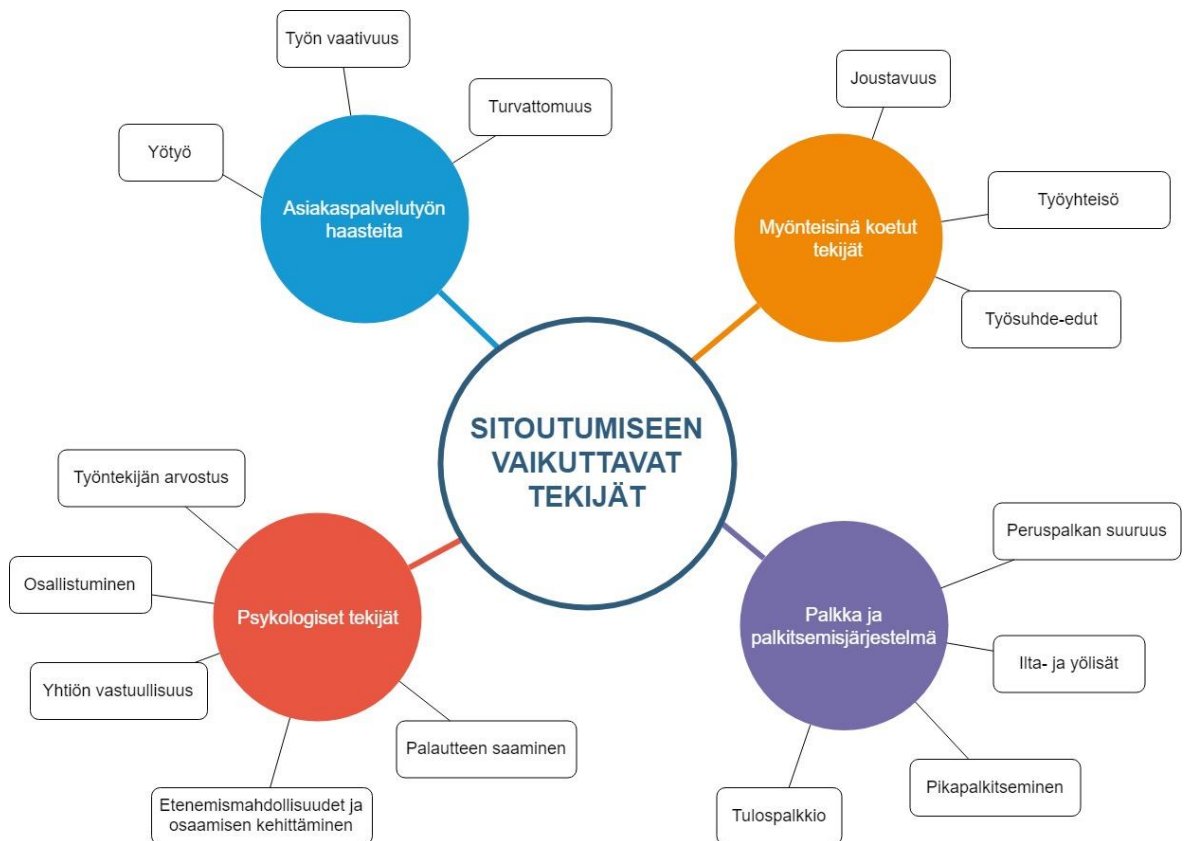 Työn vaativuus
Turvattomuus
Yötyö
Asiakaspalvelutyön
haasteita
Joustavuus
Työyhteisö
Myönteisinä koetut
tekijät
Työsuhde-edut
SITOUTUMISEEN
VAIKUTTAVAT
TEKIJÄT
Työntekijän arvostus
Osallistuminen
Psykologiset tekijät
Yhtiön vastuullisuus
Palautteen saaminen
Etenemismahdollisuudet ja
osaamisen kehittäminen
Peruspalkan suuruus
Palkka ja
palkitsemisjärjestelmä
Ilta- ja yölisät
Pikapalkitseminen
Tulospalkkio